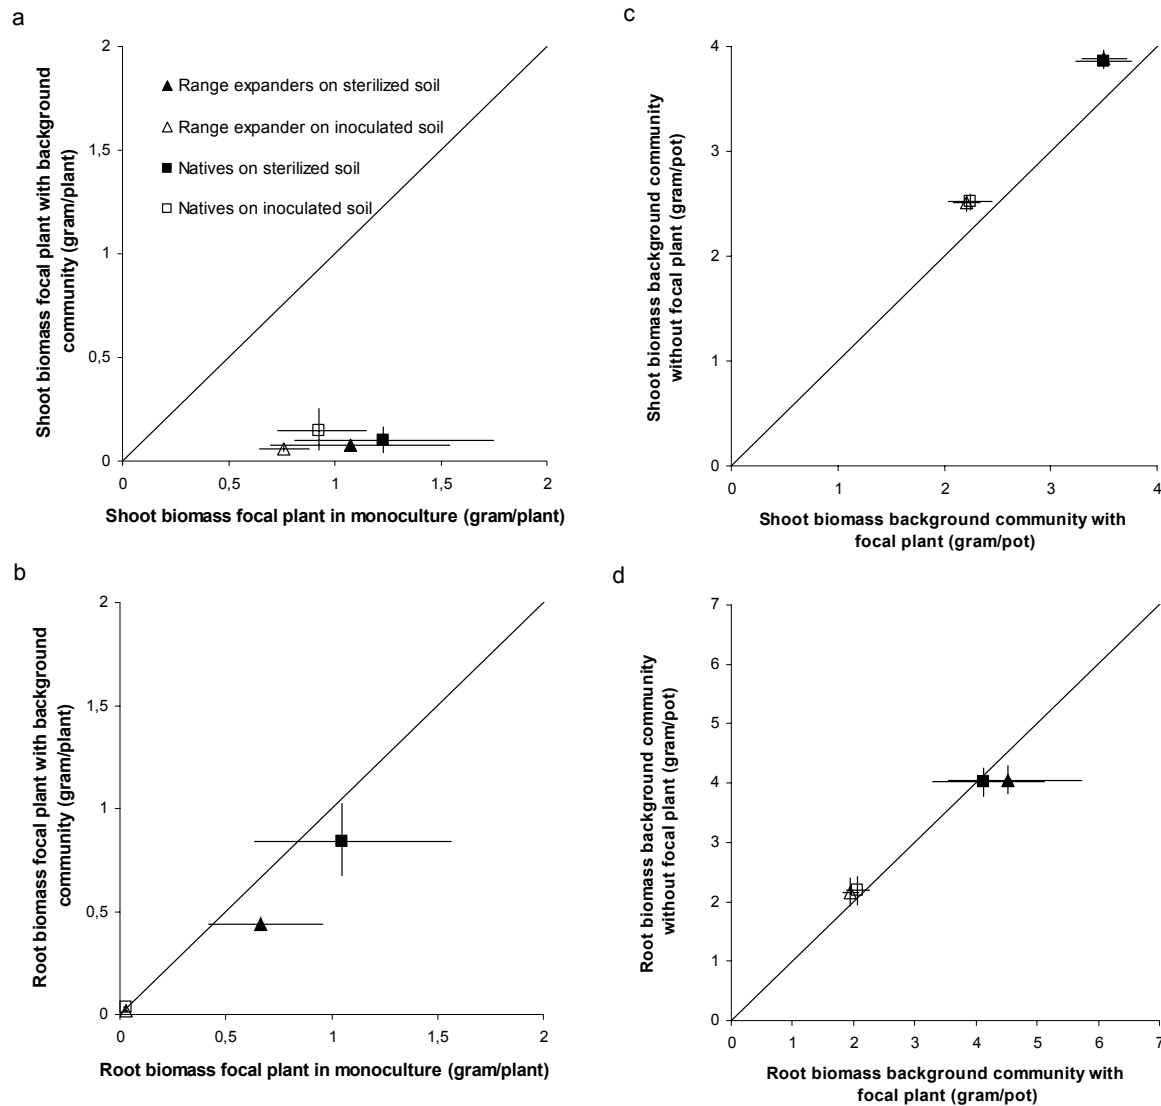 a
Shoot biomass focal plant with background
community (gram/plant)
2
1,5
1
0,5
0
Range expanders on sterilized soil
Range expander on inoculated soil
Natives on sterilized soil
Natives on inoculated soil
0 0,5 1 1,5 2
Shoot biomass focal plant in monoculture (gram/plant)
c
Shoot biomass background community
without focal plant (gram/pot)
4
3
2
1
0
0 1 2 3 4
Shoot biomass background community with
focal plant (gram/pot)
b
Root biomass focal plant with background
community (gram/plant)
2
1,5
1
0,5
0
0 0,5 1 1,5 2
Root biomass focal plant in monoculture (gram/plant)
d
Root biomass background community
without focal plant (gram/pot)
7
6
5
4
3
2
1
0
0 1 2 3 4 5 6 7
Root biomass background community with
focal plant (gram/pot)